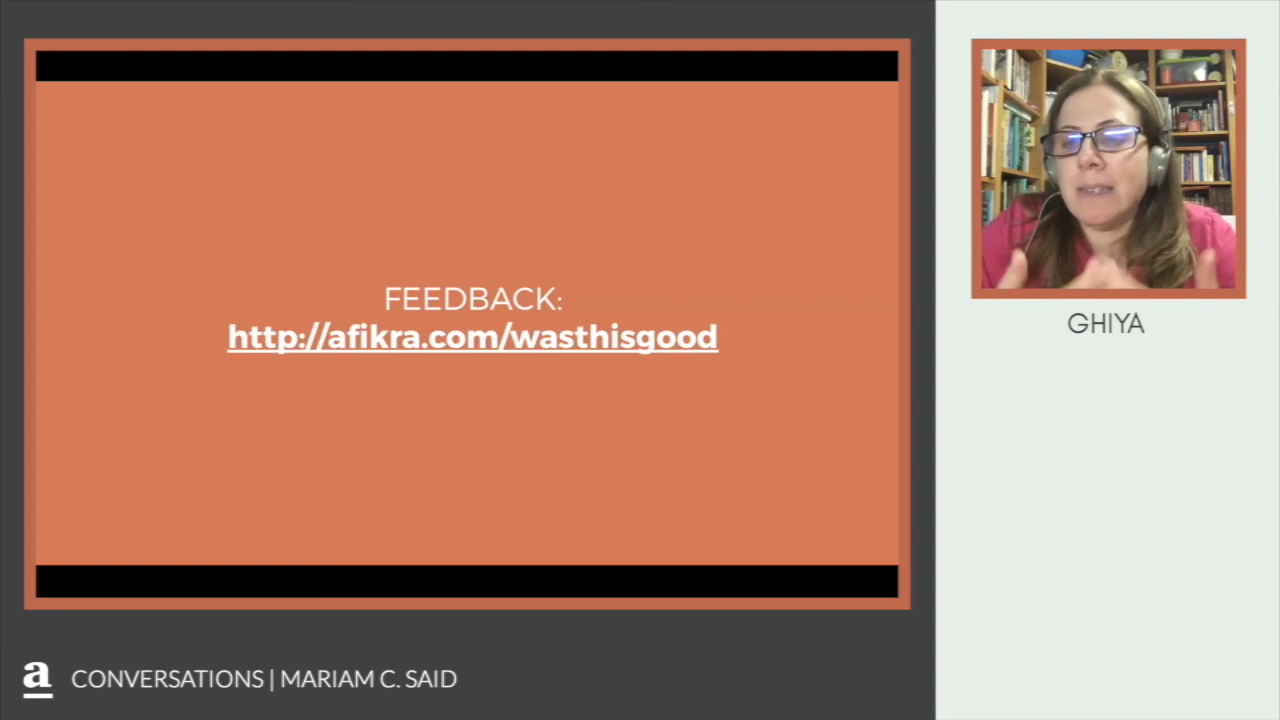 FEEDBACK:
http://afikra.com/wasthisgood
GHIYA
a CONVERSATIONS | MARIAM C. SAID